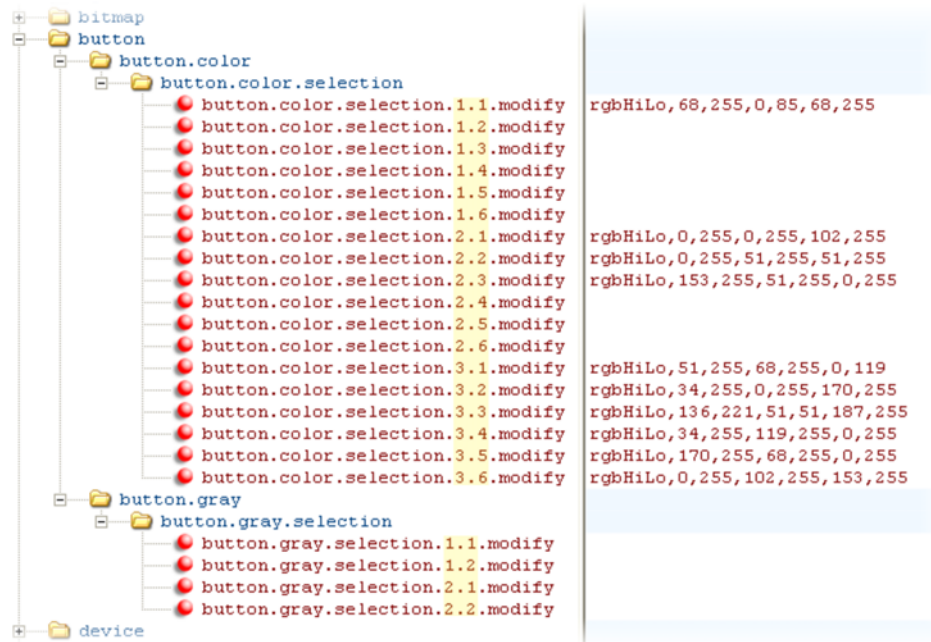 bitmap
button
button.color
button.color.selection
button.color.selection.1.1.modify rgbHiLo,68,255,0,85,68,255
button.color.selection.1.2.modify
button.color.selection.1.3.modify
button.color.selection.1.4.modify
button.color.selection.1.5.modify
button.color.selection.1.6.modify
button.color.selection.2.1.modify rgbHiLo,0,255,0,255,102,255
button.color.selection.2.2.modify rgbHiLo,0,255,51,255,51,255
button.color.selection.2.3.modify rgbHiLo,153,255,51,255,0,255
button.color.selection.2.4.modify
button.color.selection.2.5.modify
button.color.selection.2.6.modify
button.color.selection.3.1.modify rgbHiLo,51,255,68,255,0,119
button.color.selection.3.2.modify rgbHiLo,34,255,0,255,170,255
button.color.selection.3.3.modify rgbHiLo,136,221,51,51,187,255
button.color.selection.3.4.modify rgbHiLo,34,255,119,255,0,255
button.color.selection.3.5.modify rgbHiLo,170,255,68,255,0,255
button.color.selection.3.6.modify rgbHiLo,0,255,102,255,153,255
button.gray
button.gray.selection
button.gray.selection.1.1.modify
button.gray.selection.1.2.modify
button.gray.selection.2.1.modify
button.gray.selection.2.2.modify
device